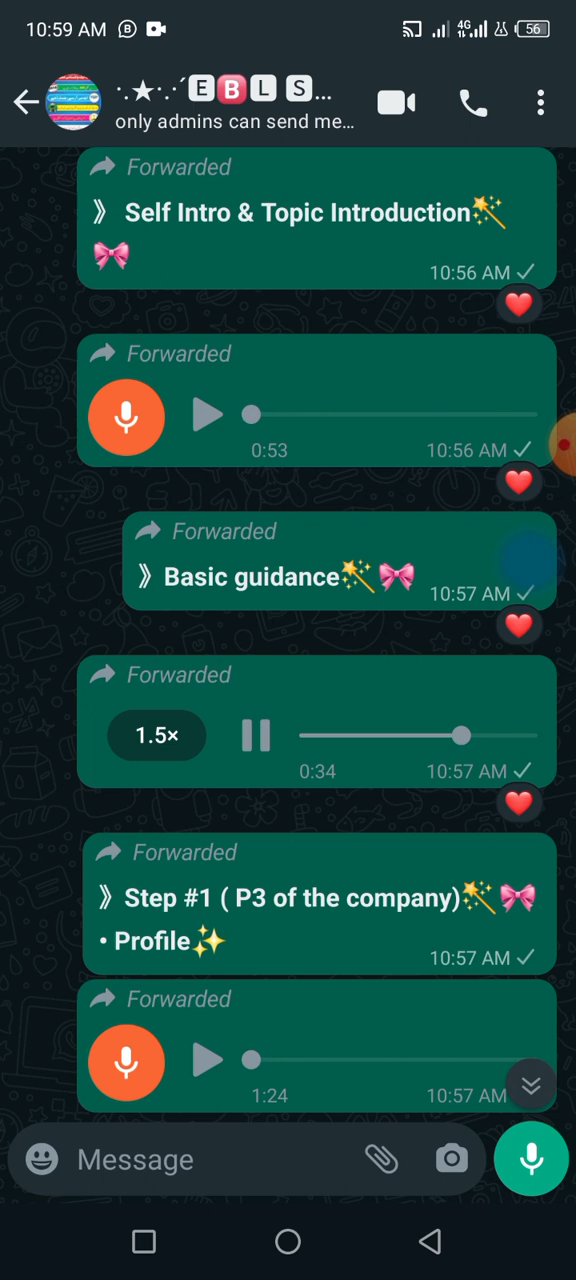 10:59 AM
4G
56
·.★·.·´🅴🅱🅻 🆂...
only admins can send me...
Forwarded
》 Self Intro & Topic Introduction🪄
🎀
10:56 AM
Forwarded
0:53
10:56 AM
Forwarded
》Basic guidance🪄🎀
10:57 AM
Forwarded
1.5×
0:34
10:57 AM
Forwarded
》Step #1 ( P3 of the company)🪄🎀
• Profile✨
10:57 AM
Forwarded
1:24
10:57 AM
Message